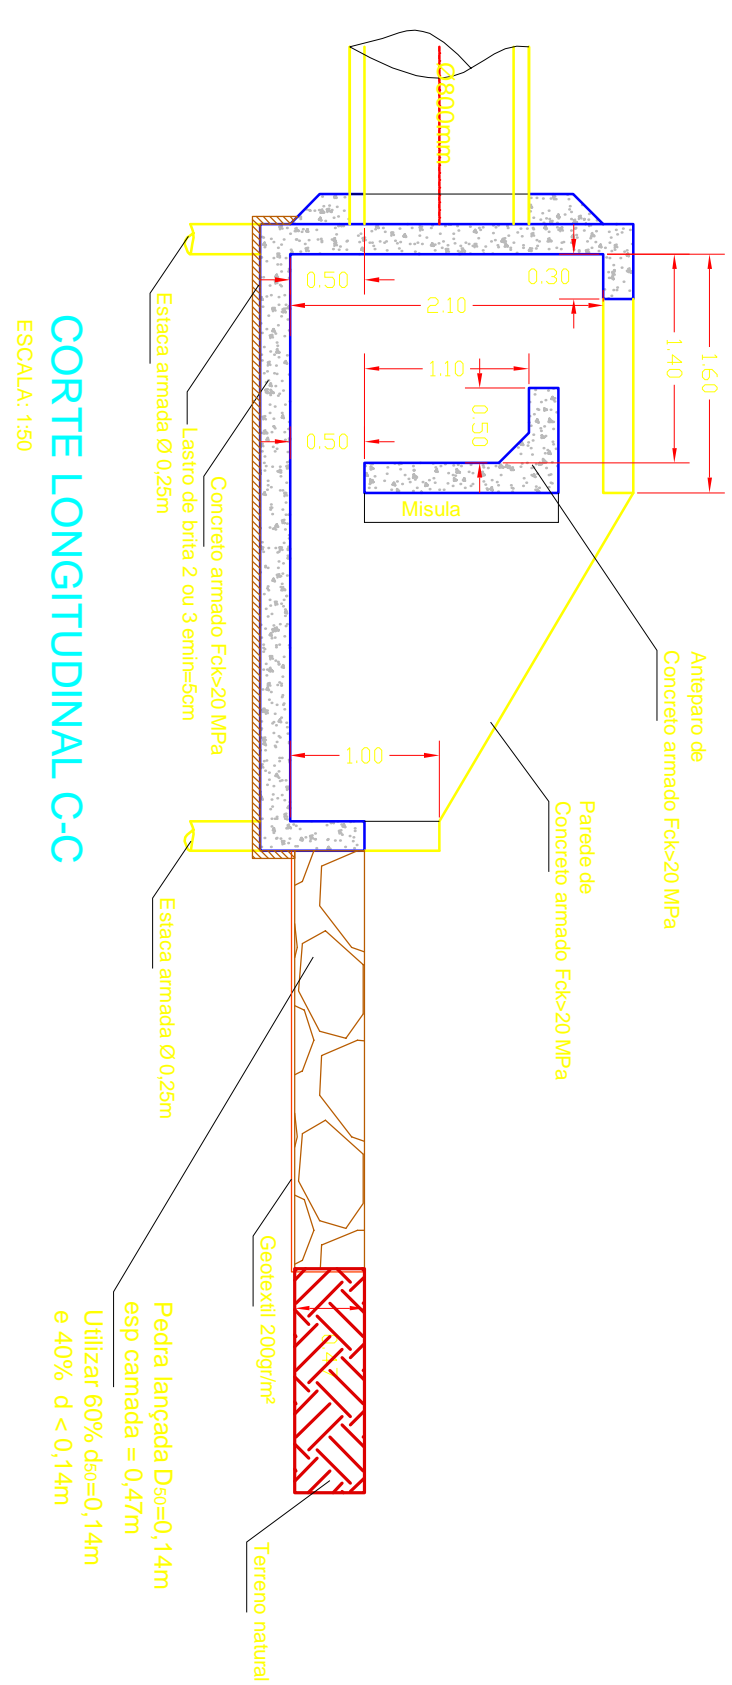 Ø800mm
0.50
0.30
2.10
1.40
1.60
1.10
0.50
0.50
Misula
1.00
Anteparo de
Concreto armado Fck>20 MPa
Parede de
Concreto armado Fck>20 MPa
Concreto armado Fck>20 MPa
Lastro de brita 2 ou 3 emin=5cm
Estaca armada Ø 0,25m
Estaca armada Ø 0,25m
Geotextil 200gr/m²
Pedra lançada D50=0,14m
esp camada = 0,47m
Utilizar 60% d50=0,14m
e 40% d < 0,14m
Terreno natural
CORTE LONGITUDINAL C-C
ESCALA: 1:50